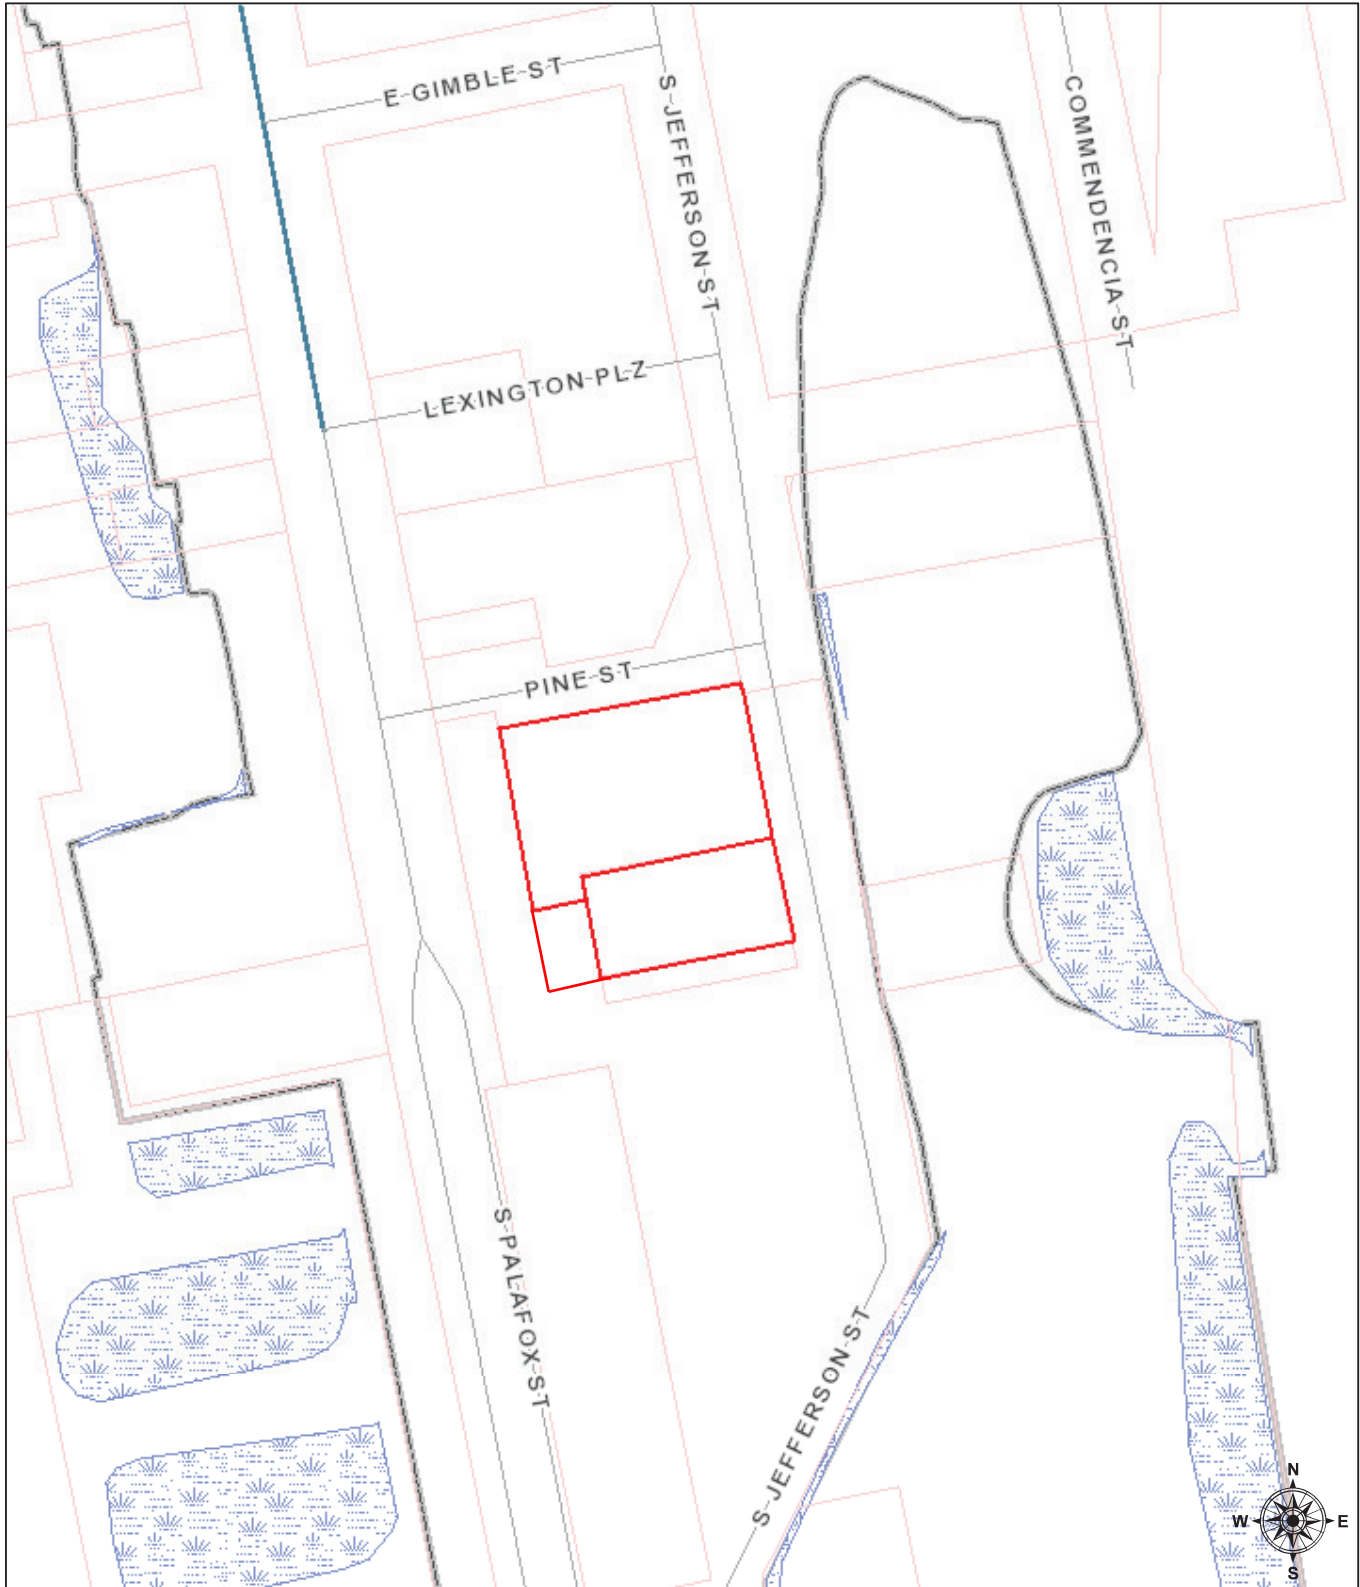 E GIMBLE ST
S JEFFERSON ST
COMMENDENCIA ST
LEXINGTON PLZ
PINE ST
S PALAFOX ST
S JEFFERSON ST
N
W
E
S